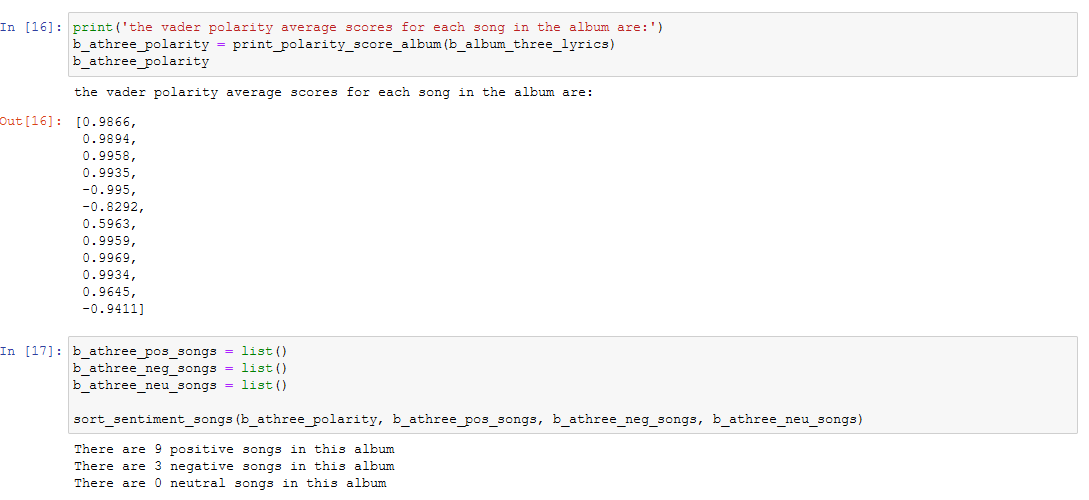 In [16]: print('the vader polarity average scores for each song in the album are:')
b_athree_polarity = print_polarity_score_album(b_album_three_lyrics)
b_athree_polarity
the vader polarity average scores for each song in the album are:
Out[16]: [0.9866,
0.9894,
0.9958,
0.9935,
-0.995,
-0.8292,
0.5963,
0.9959,
0.9969,
0.9934,
0.9645,
-0.9411]
In [17]: b_athree_pos_songs = list()
b_athree_neg_songs = list()
b_athree_neu_songs = list()
sort_sentiment_songs(b_athree_polarity, b_athree_pos_songs, b_athree_neg_songs, b_athree_neu_songs)
There are 9 positive songs in this album
There are 3 negative songs in this album
There are 0 neutral songs in this album